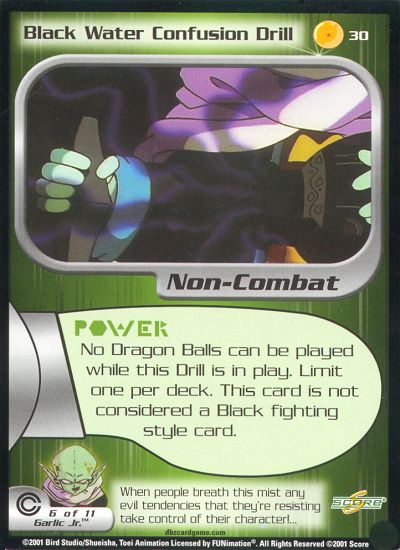 Black Water Confusion Drill
30
Non-Combat
POWER
No Dragon Balls can be played
while this Drill is in play. Limit
one per deck. This card is not
considered a Black fighting
style card.
C
6 of 11
Garlic Jr.™
When people breath this mist any
evil tendencies that they're resisting
take control of their character...
SCORE
dbzcardgame.com
©2001 Bird Studio/Shueisha, Toei Animation Licensed by FUNimation®. All Rights Reserved ©2001 Score